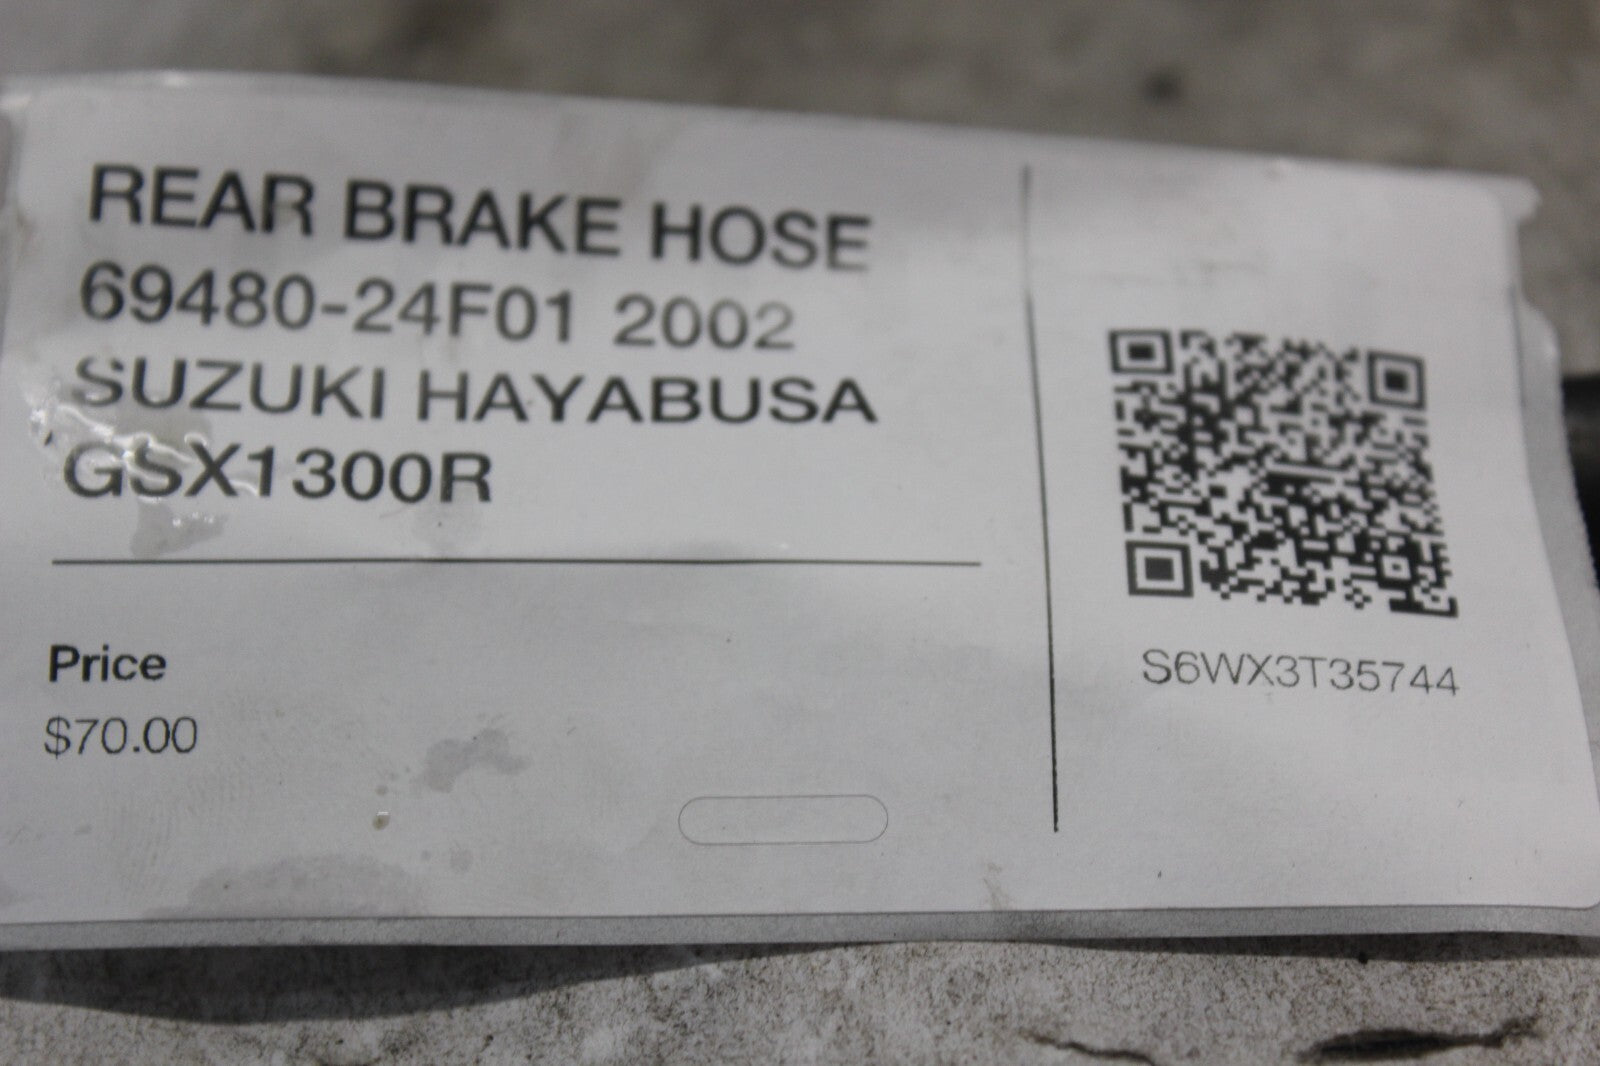 REAR BRAKE HOSE
69480-24F01 2002
SUZUKI HAYABUSA
GSX1300R
Price
$70.00
S6WX3T35744